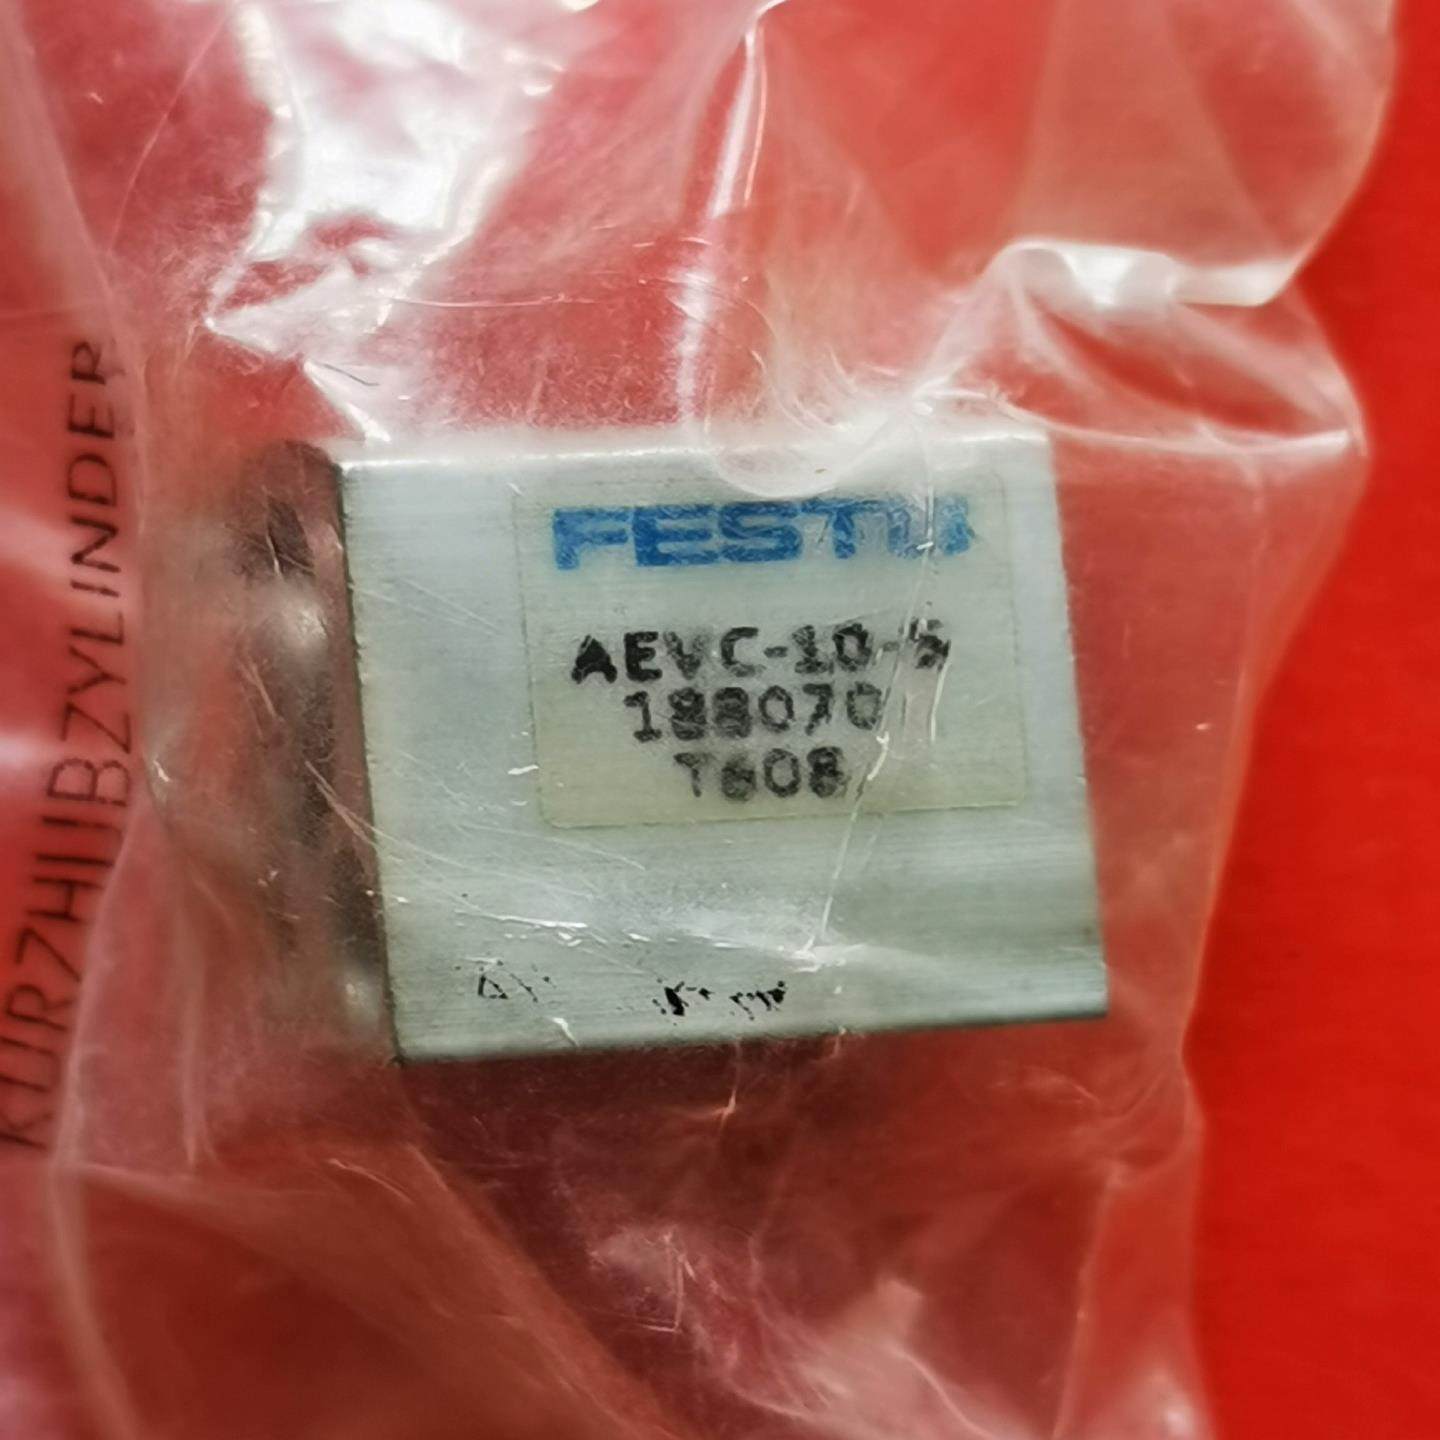 KURZHUBZYLINDER
FESTO
AEVC-10-5
188070
T608